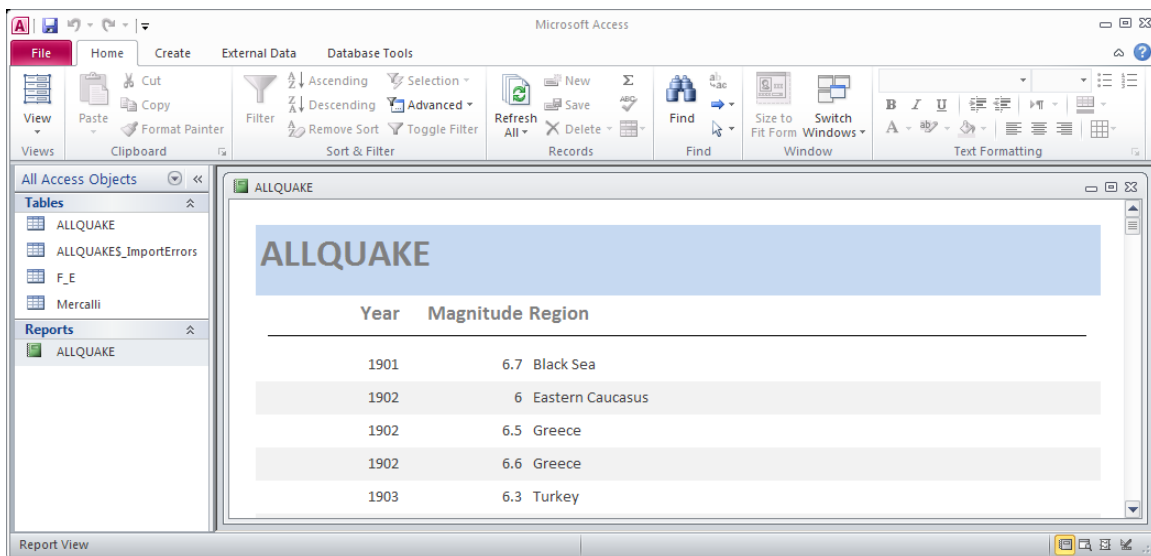 Microsoft Access
File Home Create External Data Database Tools
View
Paste
Cut
Copy
Format Painter
Filter
Ascending
Descending
Remove Sort
Selection
Advanced
Toggle Filter
Refresh All
New
Save
Delete
Find
Size to Fit Form
Switch Windows
Views Clipboard Sort & Filter Records Find Window Text Formatting
All Access Objects
Tables
ALLQUAKE
ALLQUAKE$_ImportErrors
F_E
Mercalli
Reports
ALLQUAKE
ALLQUAKE
ALLQUAKE
Year Magnitude Region
1901 6.7 Black Sea
1902 6 Eastern Caucasus
1902 6.5 Greece
1902 6.6 Greece
1903 6.3 Turkey
Report View